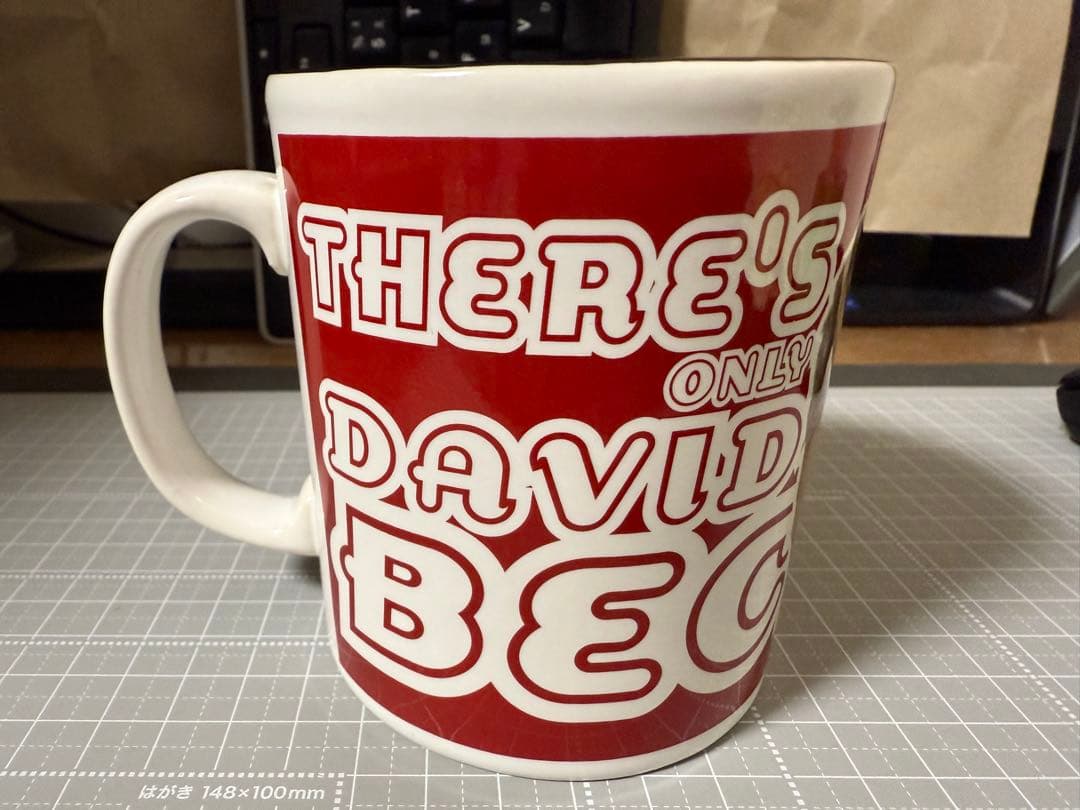 THERE'S
ONLY
DAVID
BEC
はがき 148×100mm